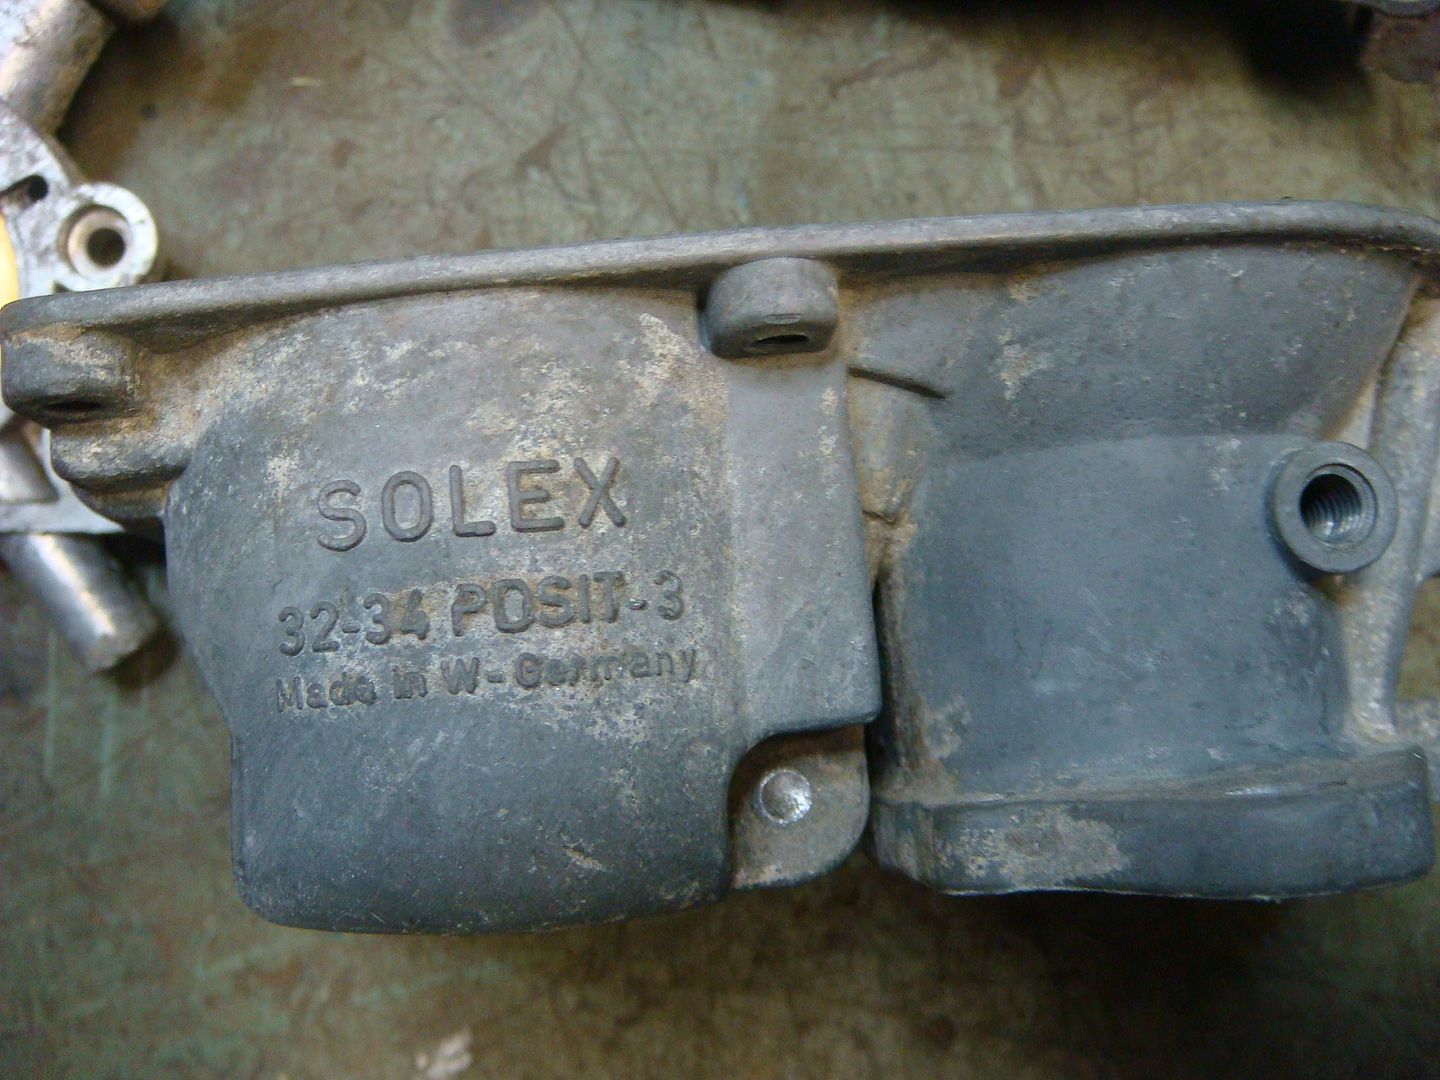 SOLEX
32-34 PDSIT-3
Made in W-Germany